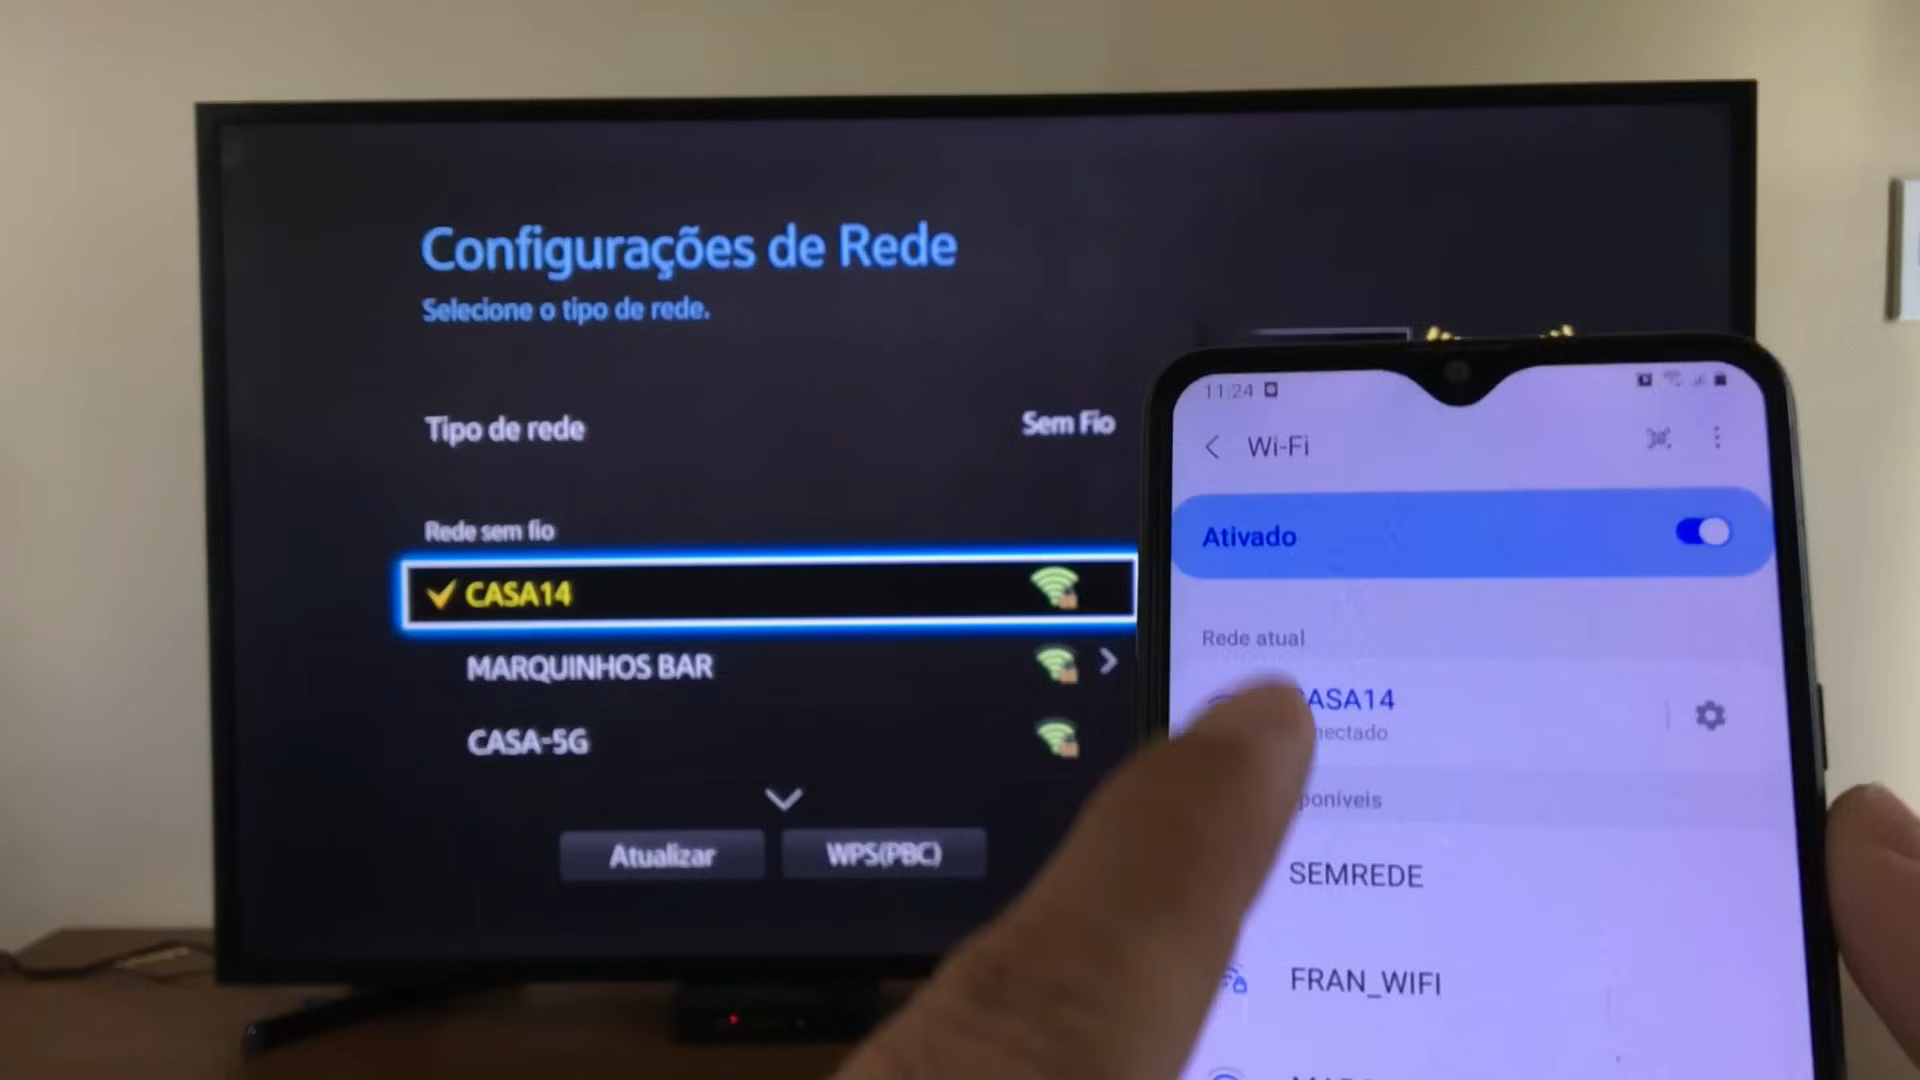 Configurações de Rede
Selecione o tipo de rede.
Tipo de rede
Sem Fio
Rede sem fio
CASA14
MARQUINHOS BAR
CASA-5G
Atualizar
WPS(PBC)
11:24
Wi-Fi
Ativado
Rede atual
ASA14
nectado
poníveis
SEMREDE
FRAN_WIFI